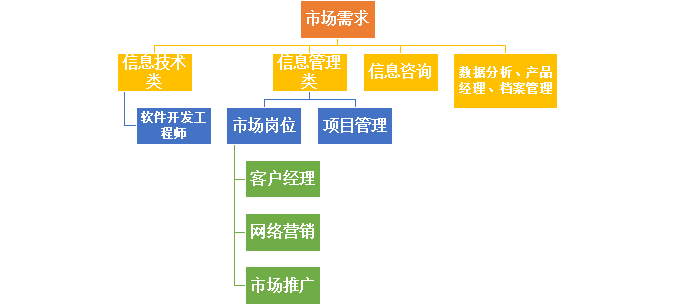 市场需求
信息技术
类
信息管理
类
信息咨询
数据分析、产品
经理、档案管理
软件开发工
程师
市场岗位
项目管理
客户经理
网络营销
市场推广